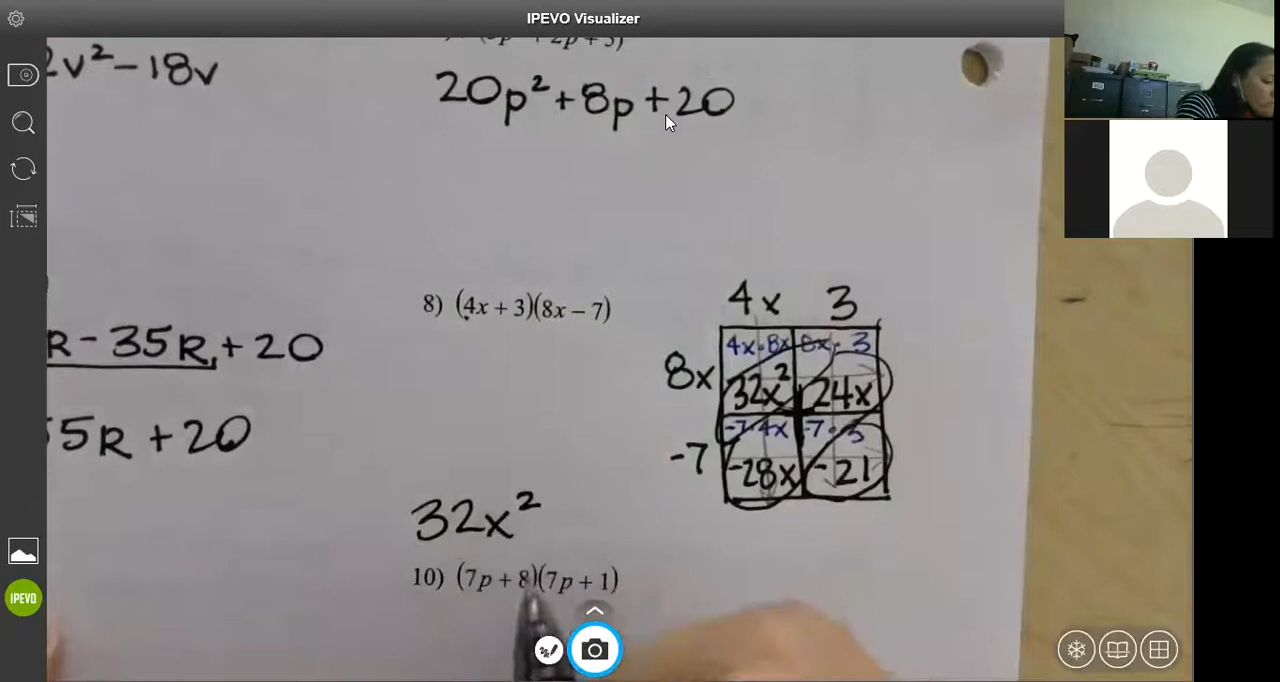 IPEVO Visualizer
2v² - 18v
20p² + 8p + 20
8) (4x + 3)(8x - 7)
4x 3
4x·8x 8x·3
8x 32x² 24x
-7·4x -7·3
-7 -28x -21
R - 35R + 20
5R + 20
32x²
10) (7p + 8)(7p + 1)
IPEVO